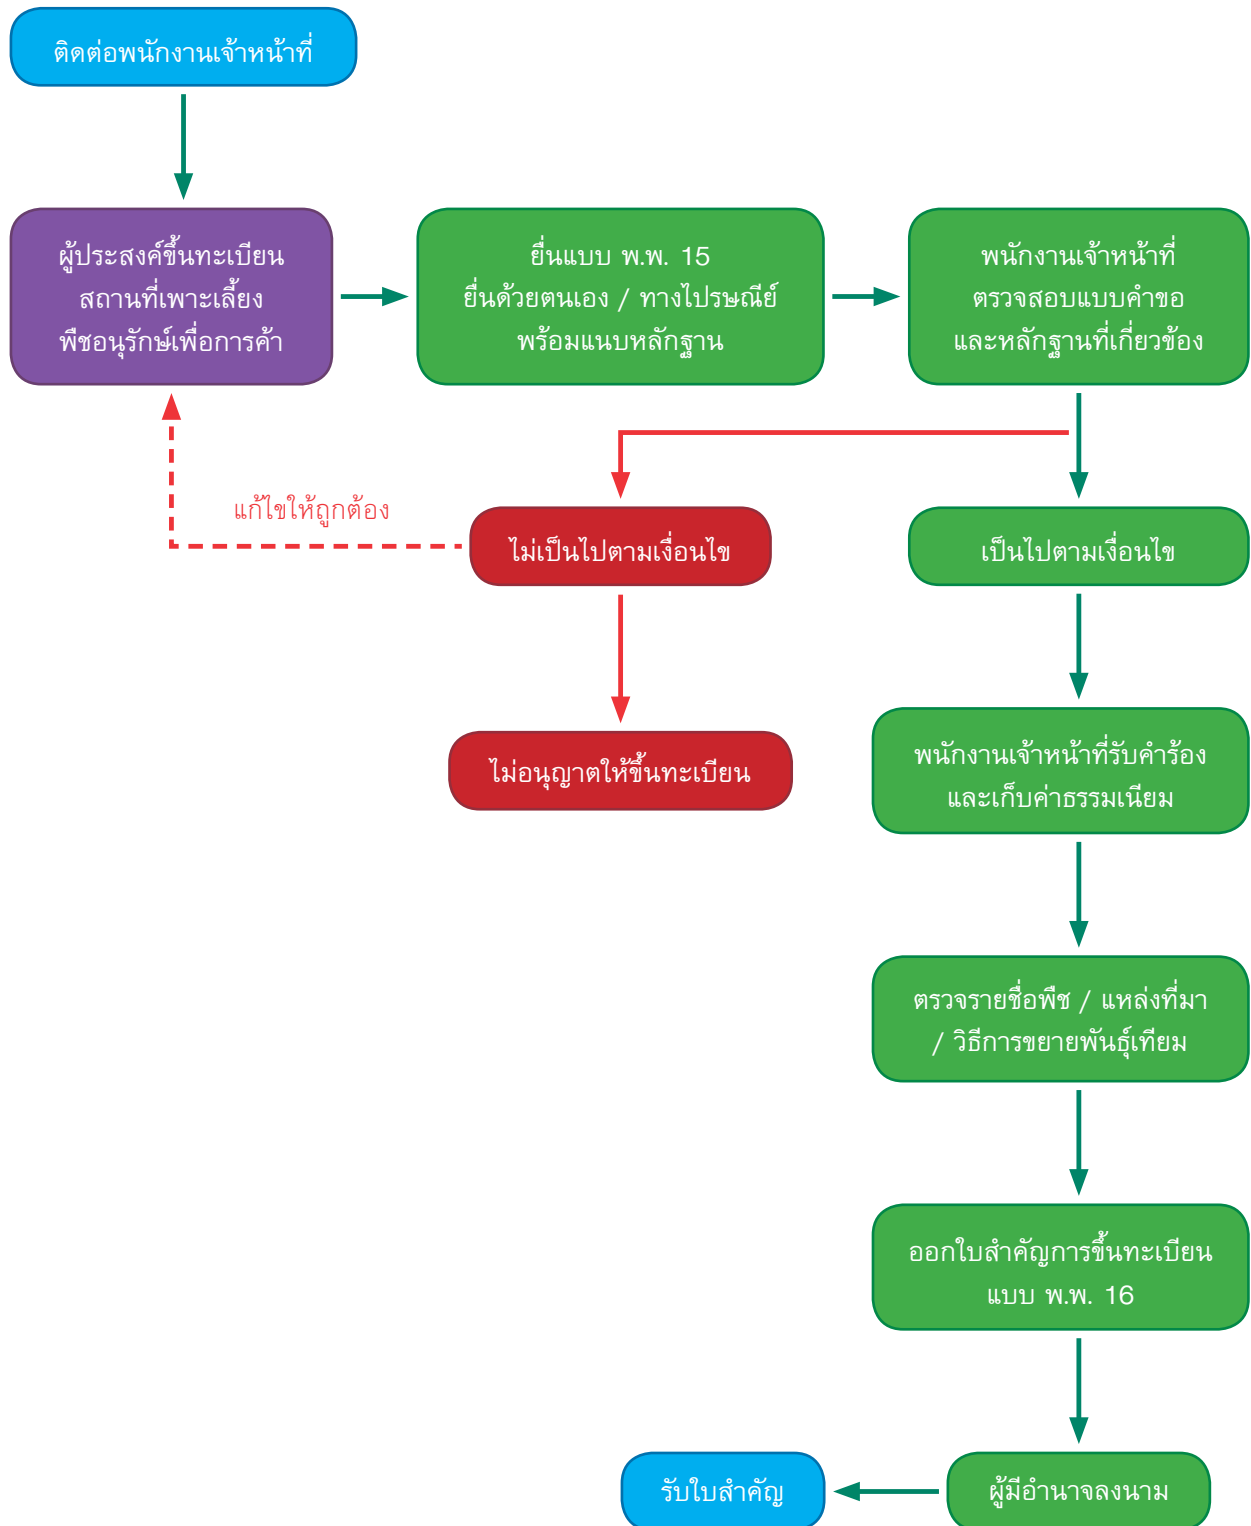 ติดต่อพนักงานเจ้าหน้าที่
ผู้ประสงค์ขึ้นทะเบียน
สถานที่เพาะเลี้ยง
พืชอนุรักษ์เพื่อการค้า
ยื่นแบบ พ.พ. 15
ยื่นด้วยตนเอง / ทางไปรษณีย์
พร้อมแนบหลักฐาน
พนักงานเจ้าหน้าที่
ตรวจสอบแบบคำขอ
และหลักฐานที่เกี่ยวข้อง
แก้ไขให้ถูกต้อง
ไม่เป็นไปตามเงื่อนไข
เป็นไปตามเงื่อนไข
ไม่อนุญาตให้ขึ้นทะเบียน
พนักงานเจ้าหน้าที่รับคำร้อง
และเก็บค่าธรรมเนียม
ตรวจรายชื่อพืช / แหล่งที่มา
/ วิธีการขยายพันธุ์เทียม
ออกใบสำคัญการขึ้นทะเบียน
แบบ พ.พ. 16
รับใบสำคัญ
ผู้มีอำนาจลงนาม